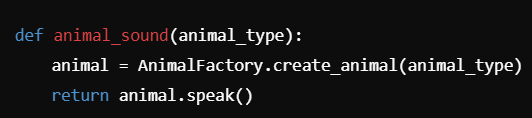 def animal_sound(animal_type):
    animal = AnimalFactory.create_animal(animal_type)
    return animal.speak()